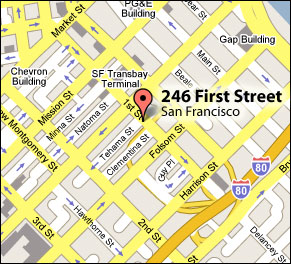 PG&E
Building
Market St
Gap Building
Main St
Chevron
Building
SF Transbay
Terminal
Beale
1st St
246 First Street
San Francisco
Mission St
Minna St
Natoma St
Tehama St
Clementina St
Folsom St
Guy Pl
Harrison St
80
80
New Montgomery St
Hawthorne St
2nd St
3rd St
Delancey St